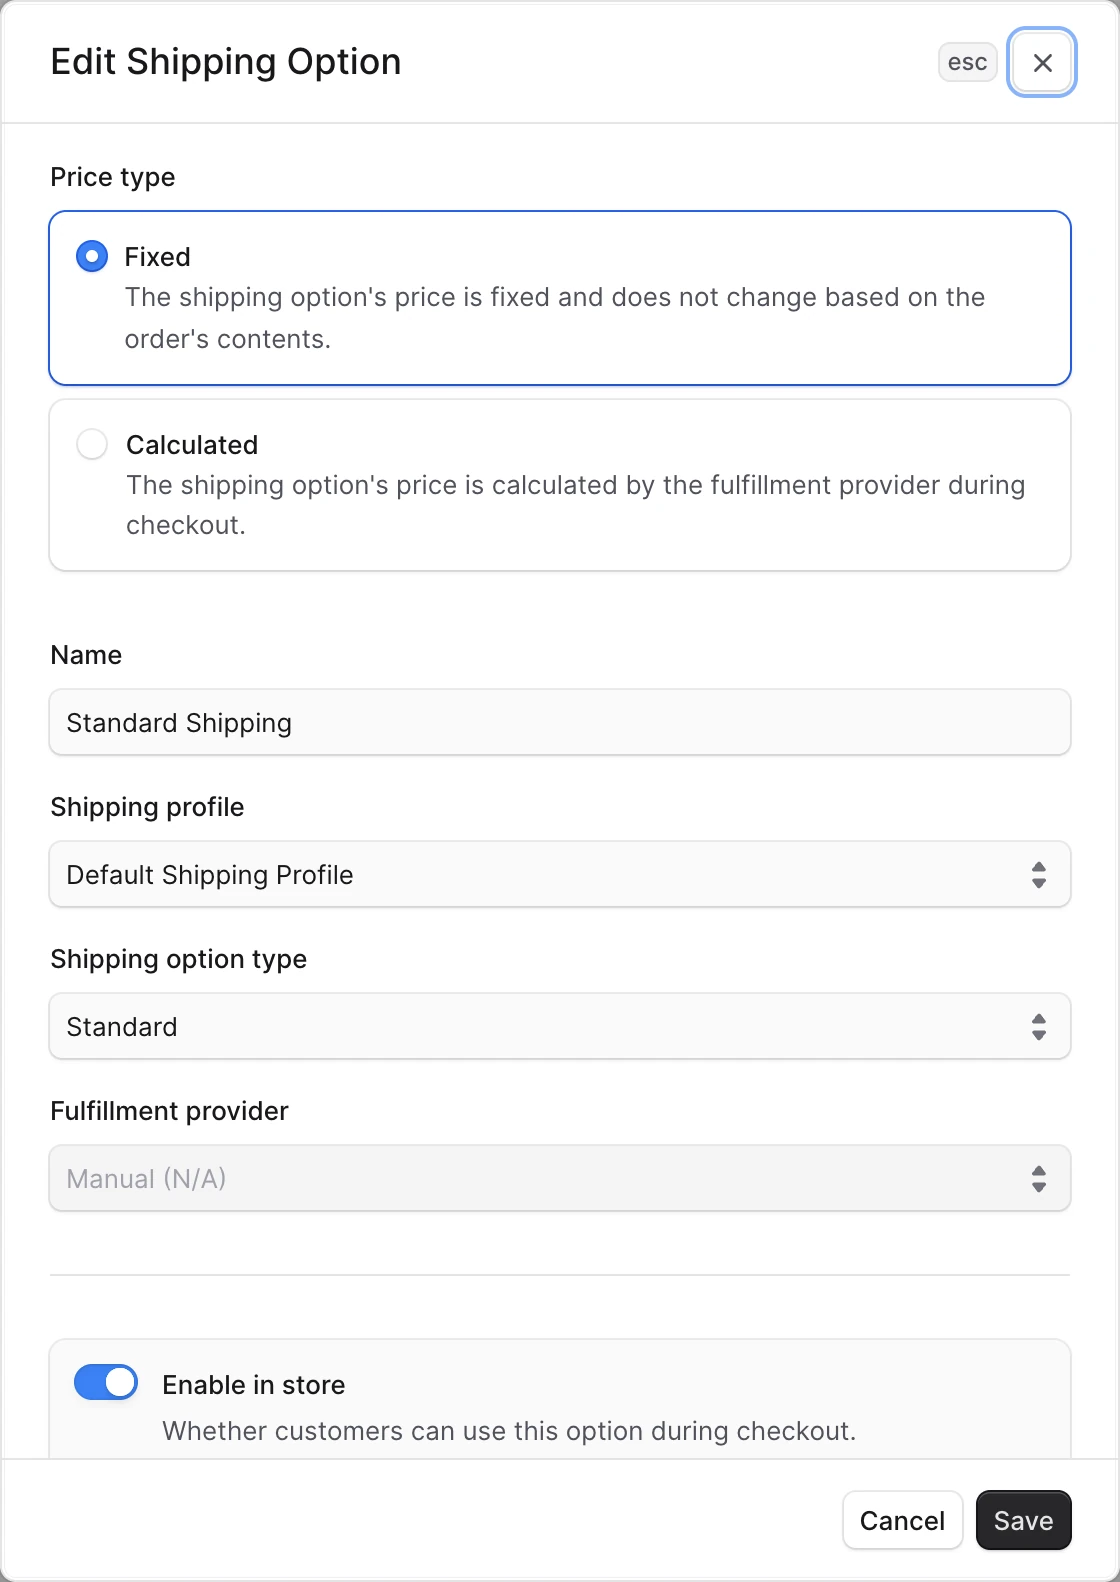 Edit Shipping Option
esc
Price type
Fixed
The shipping option's price is fixed and does not change based on the
order's contents.
Calculated
The shipping option's price is calculated by the fulfillment provider during
checkout.
Name
Standard Shipping
Shipping profile
Default Shipping Profile
Shipping option type
Standard
Fulfillment provider
Manual (N/A)
Enable in store
Whether customers can use this option during checkout.
Cancel
Save